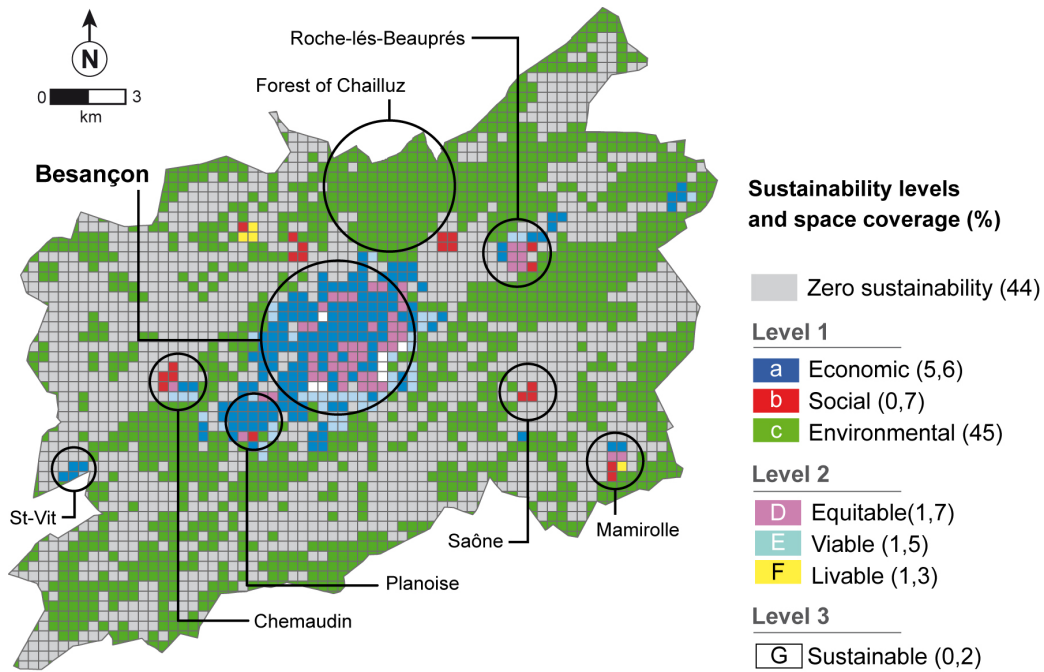 Roche-lés-Beauprés
Forest of Chailluz
N
0 3
km
Besançon
St-Vit
Saône
Mamirolle
Planoise
Chemaudin
Sustainability levels
and space coverage (%)
Zero sustainability (44)
Level 1
a Economic (5,6)
b Social (0,7)
c Environmental (45)
Level 2
D Equitable(1,7)
E Viable (1,5)
F Livable (1,3)
Level 3
G Sustainable (0,2)